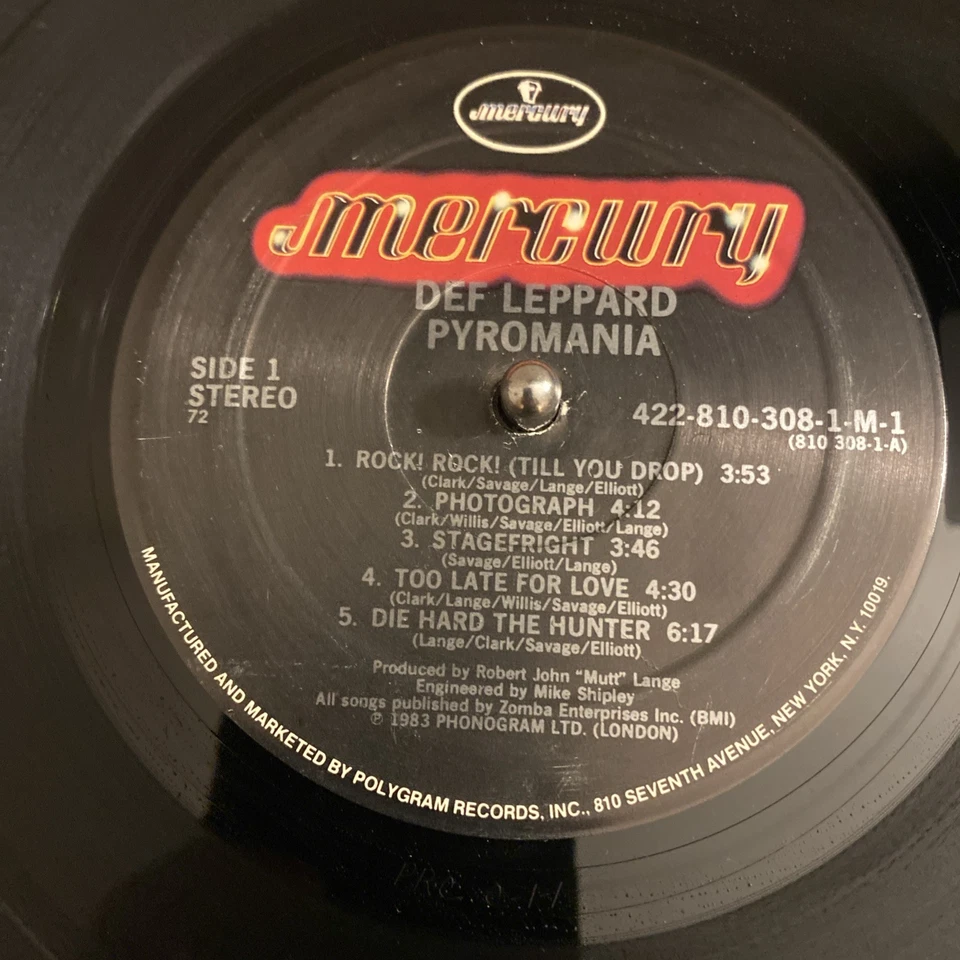 mercury
mercury
DEF LEPPARD
PYROMANIA
SIDE 1
STEREO
72
422-810-308-1-M-1
(810 308-1-A)
1. ROCK! ROCK! (TILL YOU DROP) 3:53
(Clark/Savage/Lange/Elliott)
2. PHOTOGRAPH 4:12
(Clark/Willis/Savage/Elliott/Lange)
3. STAGEFRIGHT 3:46
(Savage/Elliott/Lange)
4. TOO LATE FOR LOVE 4:30
(Clark/Lange/Willis/Savage/Elliott)
5. DIE HARD THE HUNTER 6:17
(Lange/Clark/Savage/Elliott)
Produced by Robert John "Mutt" Lange
Engineered by Mike Shipley
All songs published by Zomba Enterprises Inc. (BMI)
℗ 1983 PHONOGRAM LTD. (LONDON)
MANUFACTURED AND MARKETED BY POLYGRAM RECORDS, INC., 810 SEVENTH AVENUE, NEW YORK, N.Y. 10019.